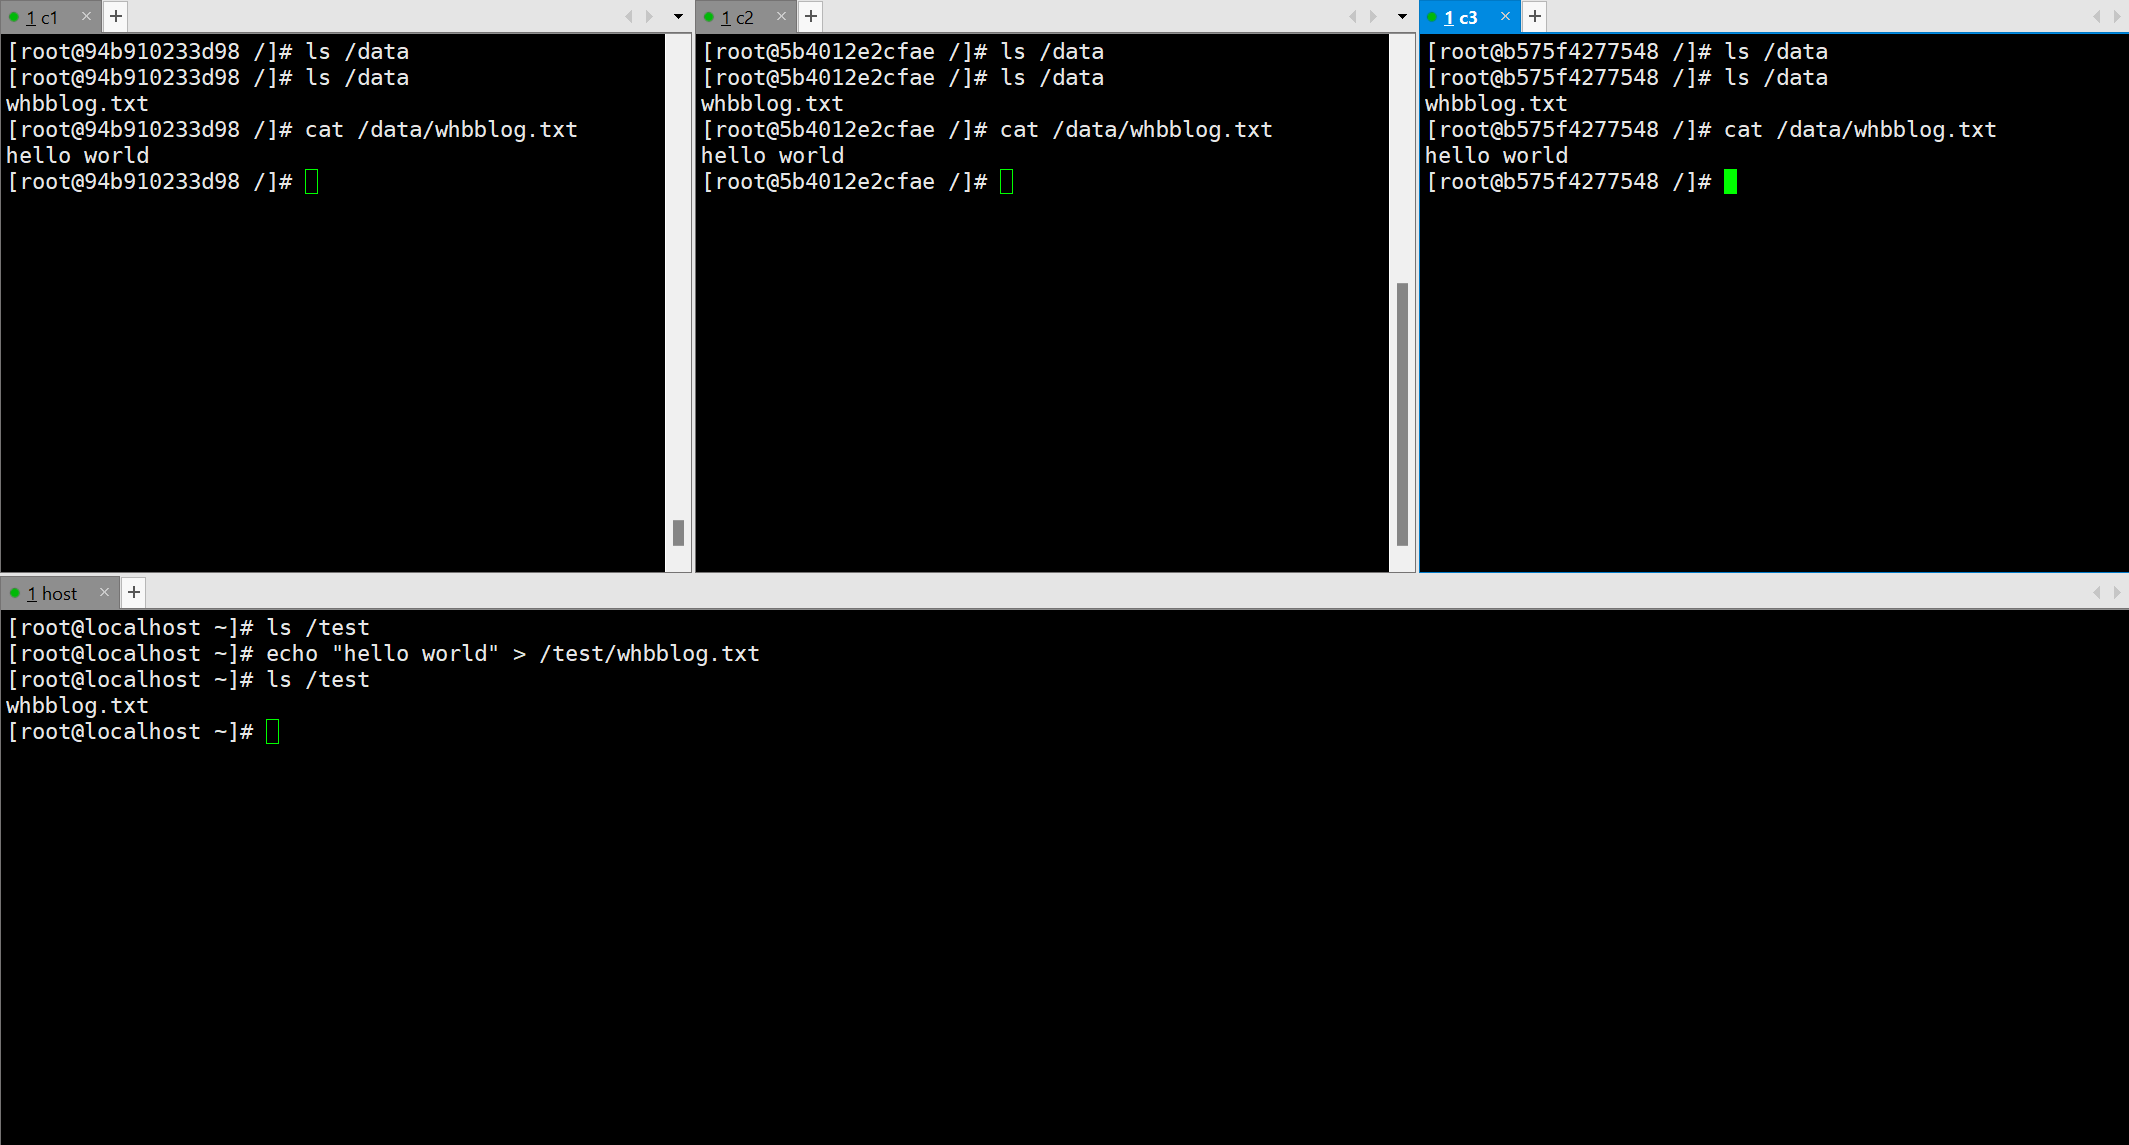 1 c1
[root@94b910233d98 /]# ls /data
[root@94b910233d98 /]# ls /data
whbblog.txt
[root@94b910233d98 /]# cat /data/whbblog.txt
hello world
[root@94b910233d98 /]#
1 c2
[root@5b4012e2cfae /]# ls /data
[root@5b4012e2cfae /]# ls /data
whbblog.txt
[root@5b4012e2cfae /]# cat /data/whbblog.txt
hello world
[root@5b4012e2cfae /]#
1 c3
[root@b575f4277548 /]# ls /data
[root@b575f4277548 /]# ls /data
whbblog.txt
[root@b575f4277548 /]# cat /data/whbblog.txt
hello world
[root@b575f4277548 /]#
1 host
[root@localhost ~]# ls /test
[root@localhost ~]# echo "hello world" > /test/whbblog.txt
[root@localhost ~]# ls /test
whbblog.txt
[root@localhost ~]#